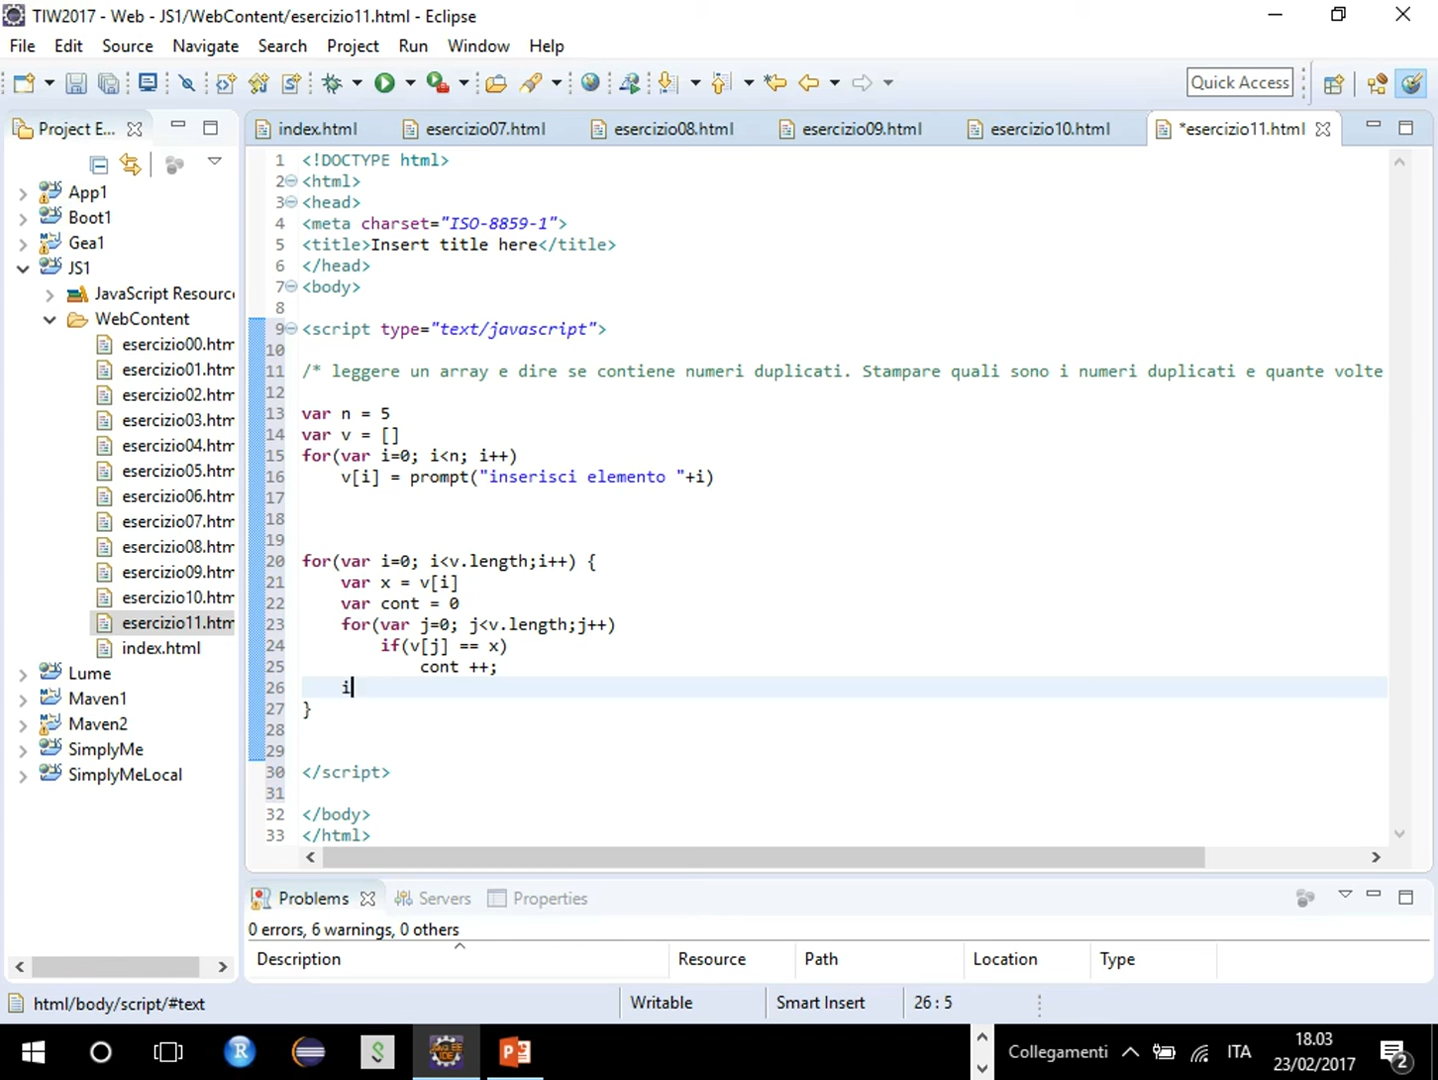 TIW2017 - Web - JS1/WebContent/esercizio11.html - Eclipse
File Edit Source Navigate Search Project Run Window Help
Quick Access
Project E...
index.html esercizio07.html esercizio08.html esercizio09.html esercizio10.html *esercizio11.html
App1
Boot1
Gea1
JS1
JavaScript Resourc
WebContent
esercizio00.htm
esercizio01.htm
esercizio02.htm
esercizio03.htm
esercizio04.htm
esercizio05.htm
esercizio06.htm
esercizio07.htm
esercizio08.htm
esercizio09.htm
esercizio10.htm
esercizio11.htm
index.html
Lume
Maven1
Maven2
SimplyMe
SimplyMeLocal
1 <!DOCTYPE html>
2 <html>
3 <head>
4 <meta charset="ISO-8859-1">
5 <title>Insert title here</title>
6 </head>
7 <body>
8
9 <script type="text/javascript">
10
11 /* leggere un array e dire se contiene numeri duplicati. Stampare quali sono i numeri duplicati e quante volte
12
13 var n = 5
14 var v = []
15 for(var i=0; i<n; i++)
16 v[i] = prompt("inserisci elemento "+i)
17
18
19
20 for(var i=0; i<v.length;i++) {
21 var x = v[i]
22 var cont = 0
23 for(var j=0; j<v.length;j++)
24 if(v[j] == x)
25 cont ++;
26 i
27 }
28
29
30 </script>
31
32 </body>
33 </html>
Problems Servers Properties
0 errors, 6 warnings, 0 others
Description Resource Path Location Type
html/body/script/#text Writable Smart Insert 26 : 5
Collegamenti ITA 18.03
23/02/2017
2